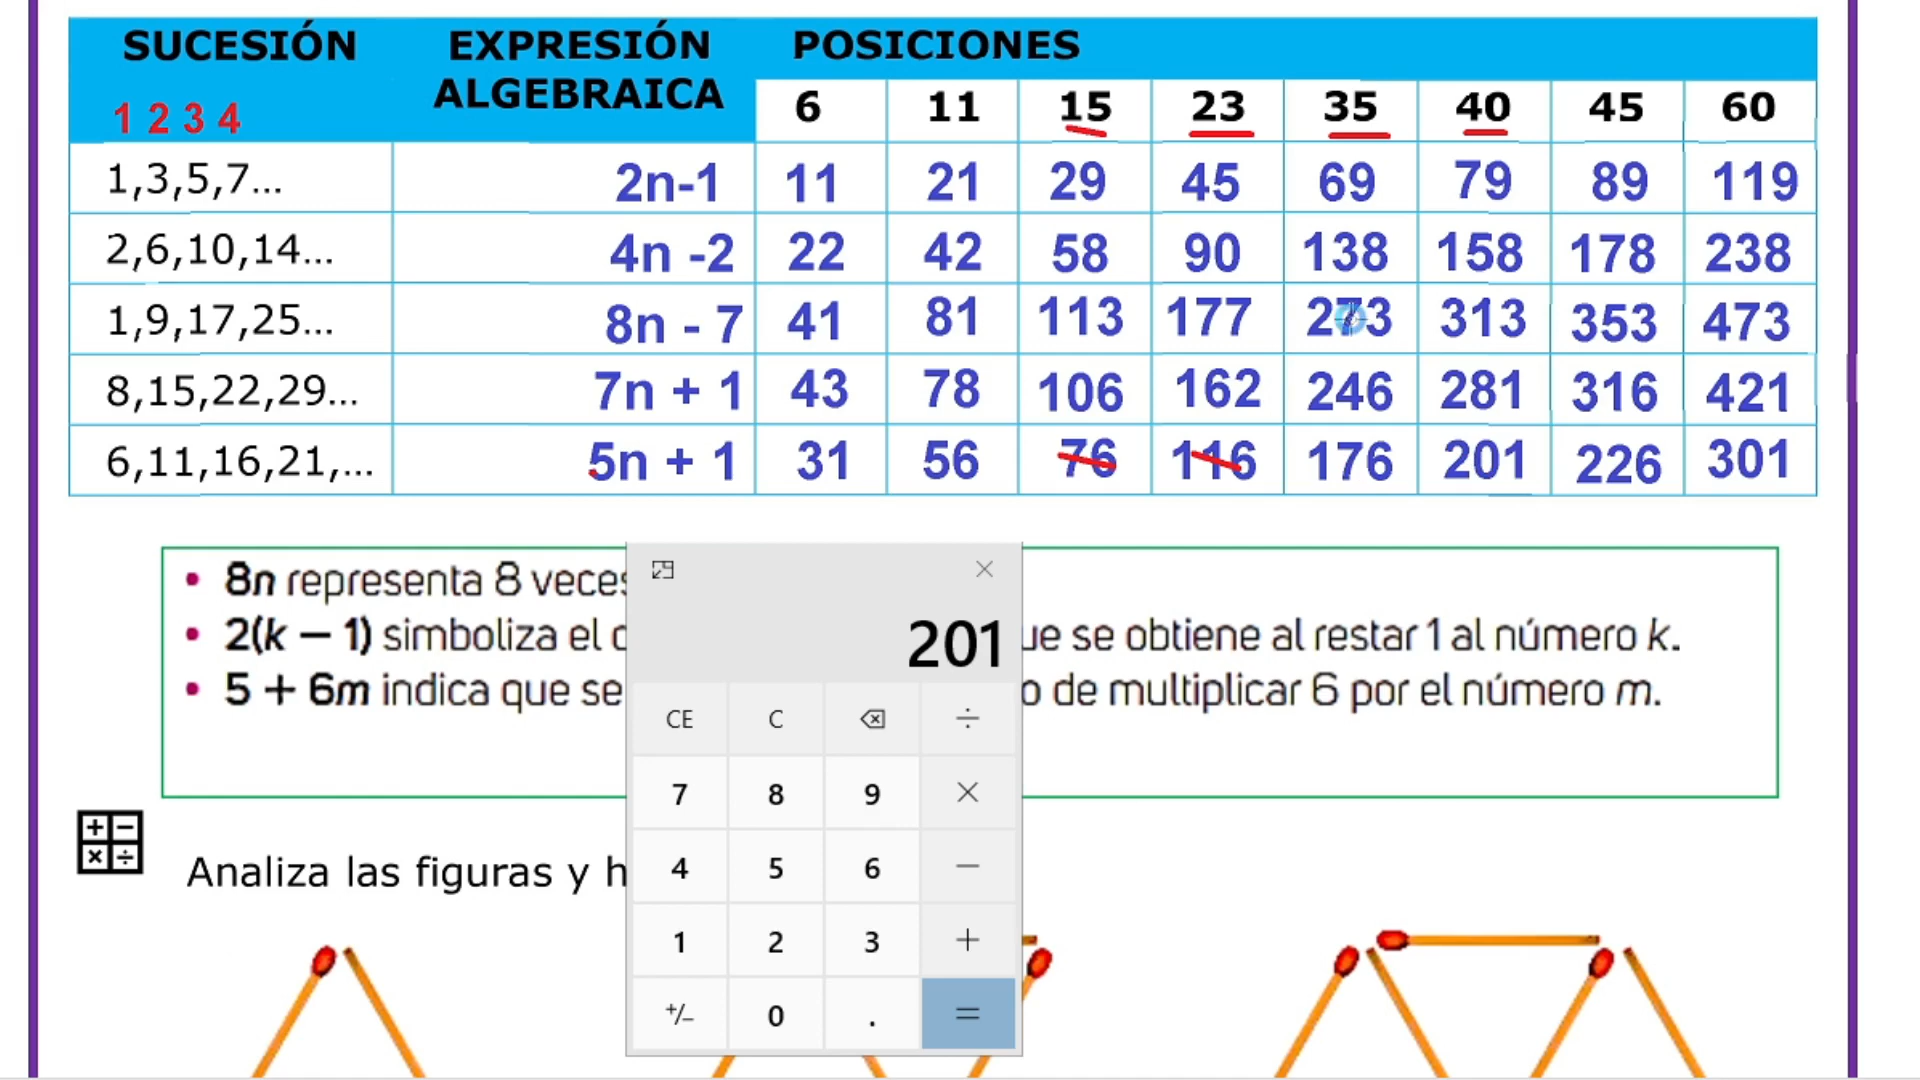 SUCESIÓN EXPRESIÓN ALGEBRAICA POSICIONES
1 2 3 4 6 11 15 23 35 40 45 60
1,3,5,7... 2n-1 11 21 29 45 69 79 89 119
2,6,10,14... 4n -2 22 42 58 90 138 158 178 238
1,9,17,25... 8n - 7 41 81 113 177 273 313 353 473
8,15,22,29... 7n + 1 43 78 106 162 246 281 316 421
6,11,16,21,... 5n + 1 31 56 76 116 176 201 226 301
• 8n representa 8 veces
• 2(k – 1) simboliza el ue se obtiene al restar 1 al número k.
• 5 + 6m indica que se o de multiplicar 6 por el número m.
201
CE C ÷
7 8 9 ×
4 5 6 −
1 2 3 +
+/− 0 . =
+ −
× ÷
Analiza las figuras y h